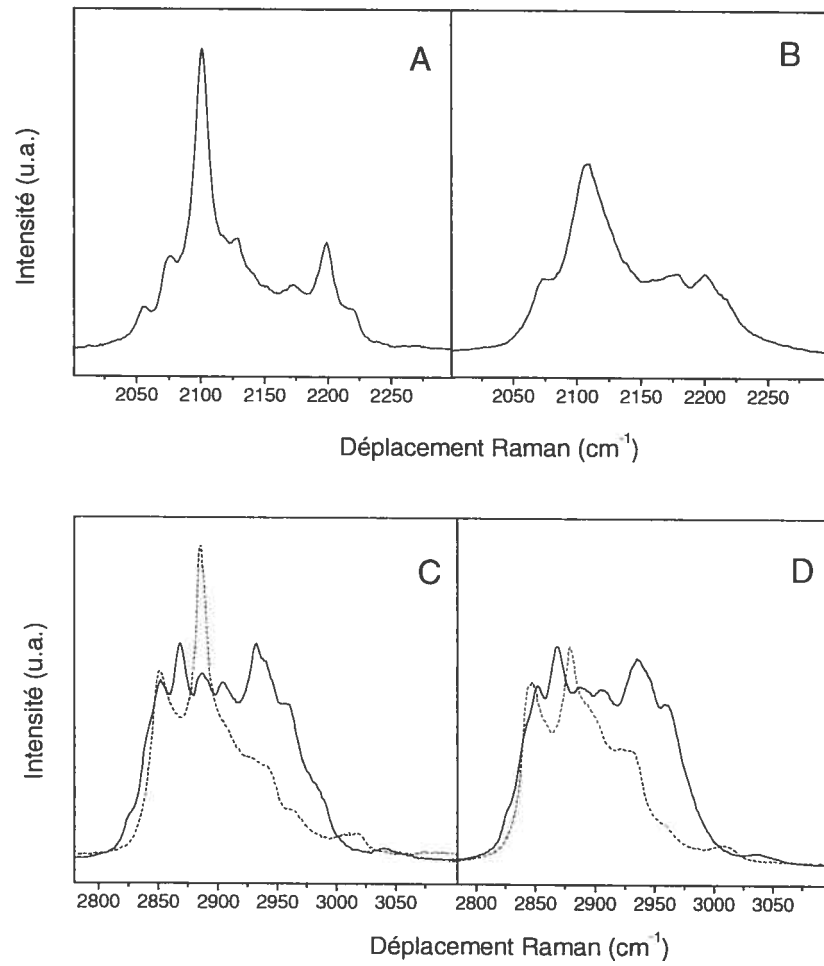 A
B
Intensité (u.a.)
2050 2100 2150 2200 2250
2050 2100 2150 2200 2250
Déplacement Raman (cm-1)
C
D
Intensité (u.a.)
2800 2850 2900 2950 3000 3050
2800 2850 2900 2950 3000 3050
Déplacement Raman (cm-1)